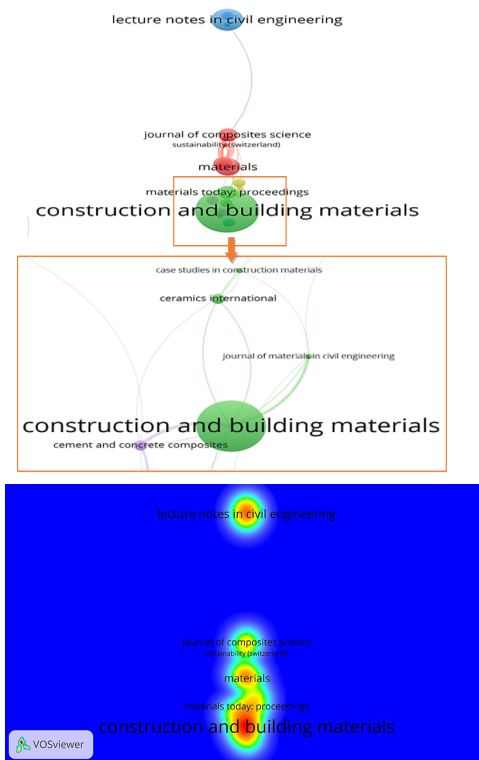 lecture notes in civil engineering
journal of composites science
sustainability (switzerland)
materials
materials today: proceedings
construction and building materials
case studies in construction materials
ceramics international
journal of materials in civil engineering
construction and building materials
cement and concrete composites
lecture notes in civil engineering
journal of composites science
sustainability (switzerland)
materials
materials today: proceedings
construction and building materials
VOSviewer